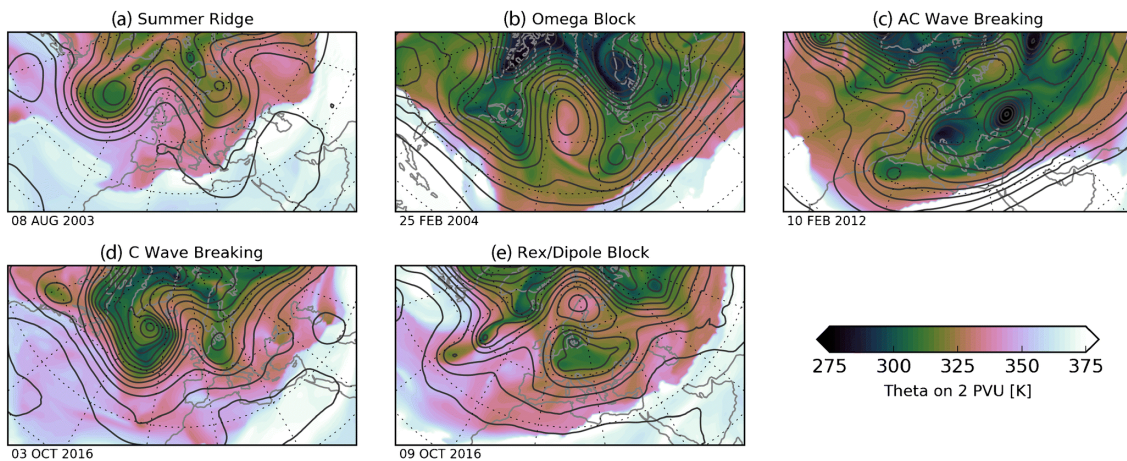 (a) Summer Ridge
(b) Omega Block
(c) AC Wave Breaking
08 AUG 2003
25 FEB 2004
10 FEB 2012
(d) C Wave Breaking
(e) Rex/Dipole Block
03 OCT 2016
09 OCT 2016
275 300 325 350 375
Theta on 2 PVU [K]